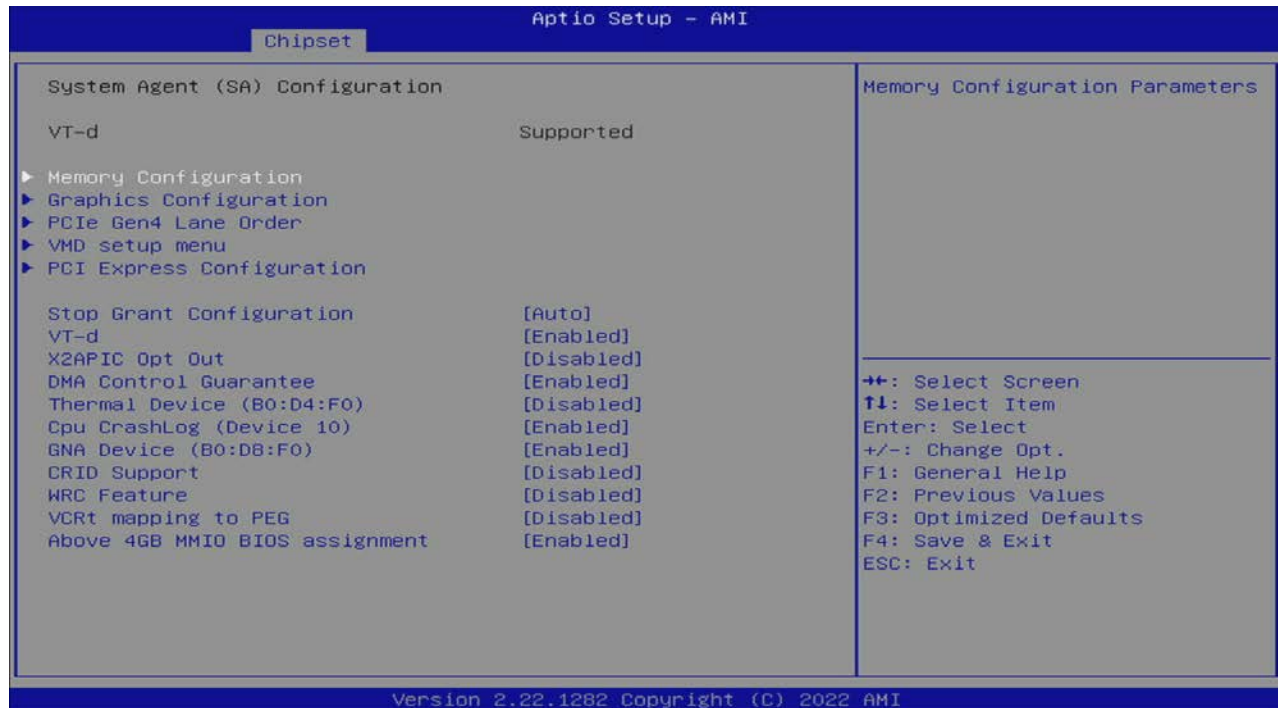 Aptio Setup – AMI
Chipset
System Agent (SA) Configuration
VT-d Supported
► Memory Configuration
► Graphics Configuration
► PCIe Gen4 Lane Order
► VMD setup menu
► PCI Express Configuration
Stop Grant Configuration [Auto]
VT-d [Enabled]
X2APIC Opt Out [Disabled]
DMA Control Guarantee [Enabled]
Thermal Device (B0:D4:F0) [Disabled]
Cpu CrashLog (Device 10) [Enabled]
GNA Device (B0:D8:F0) [Enabled]
CRID Support [Disabled]
WRC Feature [Disabled]
VCRt mapping to PEG [Disabled]
Above 4GB MMIO BIOS assignment [Enabled]
Memory Configuration Parameters
→←: Select Screen
↑↓: Select Item
Enter: Select
+/-: Change Opt.
F1: General Help
F2: Previous Values
F3: Optimized Defaults
F4: Save & Exit
ESC: Exit
Version 2.22.1282 Copyright (C) 2022 AMI